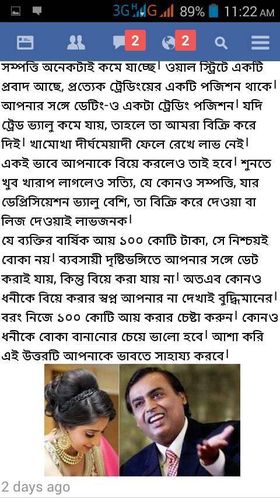 3G H G 89% 11:22 AM
2 2
সম্পত্তি অনেকটাই কমে যাচ্ছে। ওয়াল স্ট্রিটে একটি
প্রবাদ আছে, প্রত্যেক ট্রেডিংয়ের একটি পজিশন থাকে।
আপনার সঙ্গে ডেটিং-ও একটা ট্রেডিং পজিশন। যদি
ট্রেড ভ্যালু কমে যায়, তাহলে তা আমরা বিক্রি করে
দিই। খামোখা দীর্ঘমেয়াদী ফেলে রেখে লাভ নেই।
একই ভাবে আপনাকে বিয়ে করলেও তাই হবে। শুনতে
খুব খারাপ লাগলেও সত্যি, যে কোনও সম্পত্তি, যার
ডেপ্রিসিয়েশন ভ্যালু বেশি, তা বিক্রি করে দেওয়া বা
লিজ দেওয়াই লাভজনক।
যে ব্যক্তির বার্ষিক আয় ১০০ কোটি টাকা, সে নিশ্চয়ই
বোকা নয়। ব্যবসায়ী দৃষ্টিভঙ্গিতে আপনার সঙ্গে ডেট
করাই যায়, কিন্তু বিয়ে করা যায় না। অতএব কোনও
ধনীকে বিয়ে করার স্বপ্ন আপনার না দেখাই বুদ্ধিমানের।
বরং নিজে ১০০ কোটি আয় করার চেষ্টা করুন। কোনও
ধনীকে বোকা বানানোর চেয়ে ভালো হবে। আশা করি
এই উত্তরটি আপনাকে ভাবতে সাহায্য করবে।
2 days ago